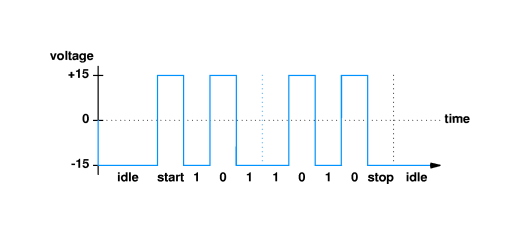 voltage
+15
0
time
-15
idle start 1 0 1 1 0 1 0 stop idle